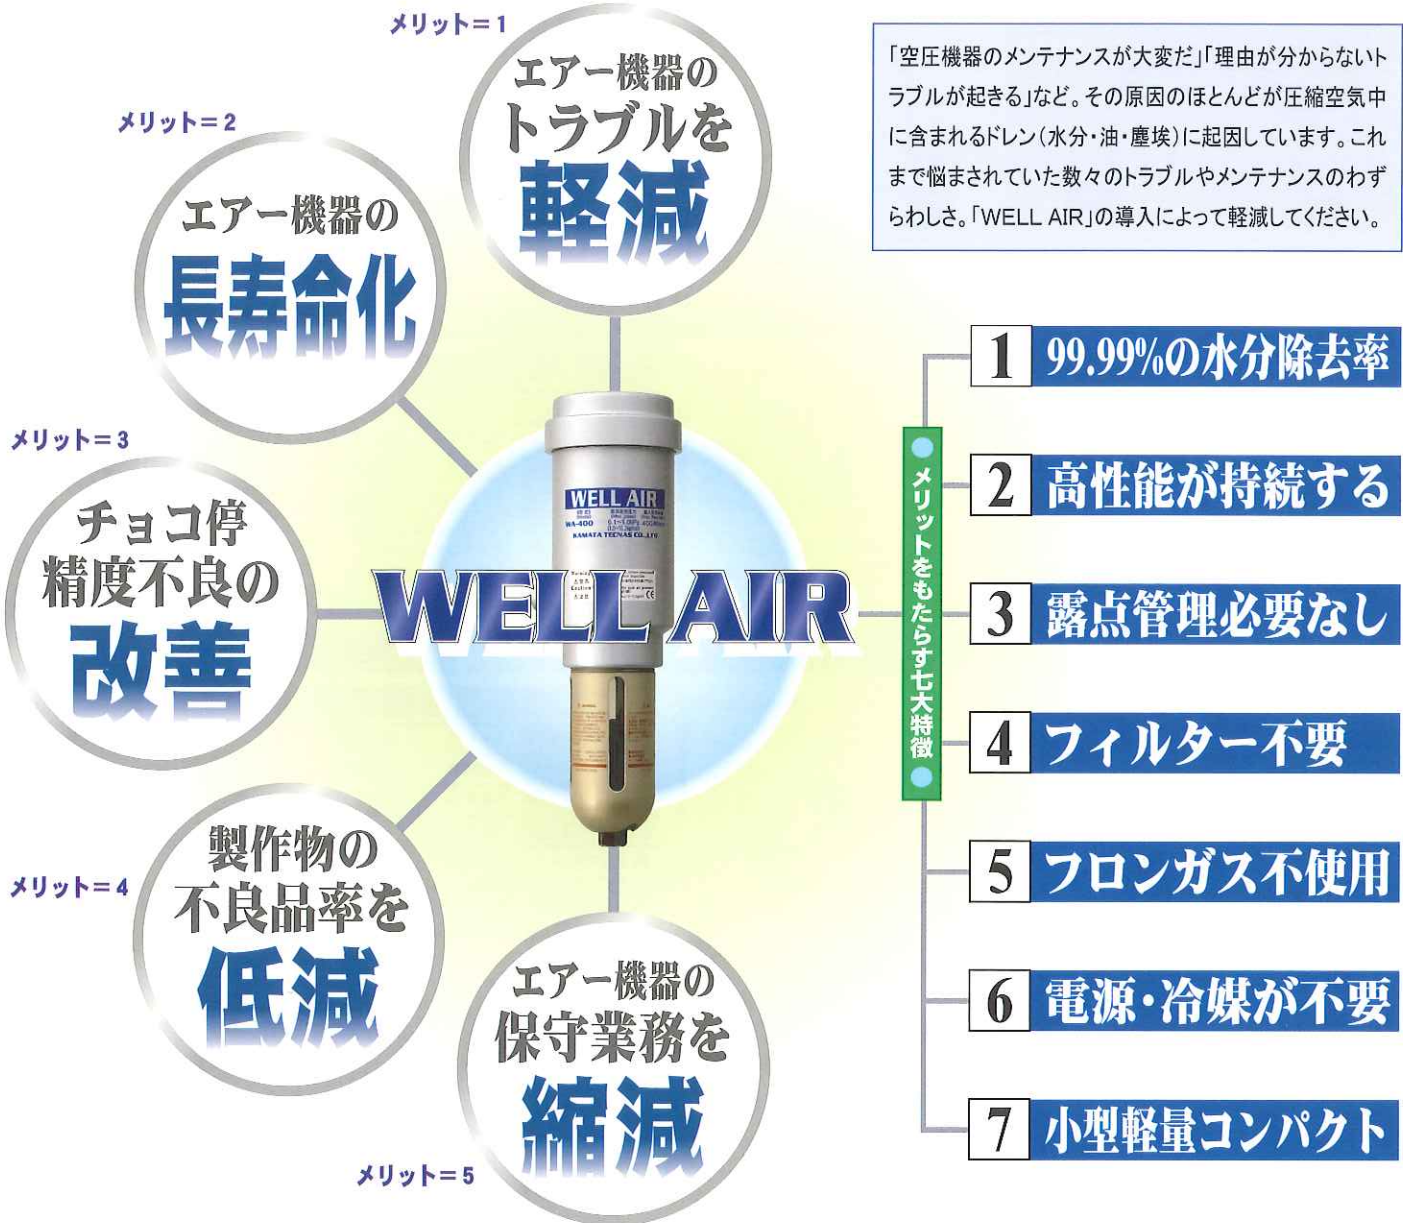 メリット=1
エアー機器の
トラブルを
軽減
メリット=2
エアー機器の
長寿命化
メリット=3
チョコ停
精度不良の
改善
メリット=4
製作物の
不良品率を
低減
メリット=5
エアー機器の
保守業務を
縮減
WELL AIR
WA-400
KAMATA TECNAS CO.,LTD
WELL AIR
「空圧機器のメンテナンスが大変だ」「理由が分からないト
ラブルが起きる」など。その原因のほとんどが圧縮空気中
に含まれるドレン(水分・油・塵埃)に起因しています。これ
まで悩まされていた数々のトラブルやメンテナンスのわず
らわしさ。「WELL AIR」の導入によって軽減してください。
メリットをもたらす七大特徴
1 99.99%の水分除去率
2 高性能が持続する
3 露点管理必要なし
4 フィルター不要
5 フロンガス不使用
6 電源・冷媒が不要
7 小型軽量コンパクト